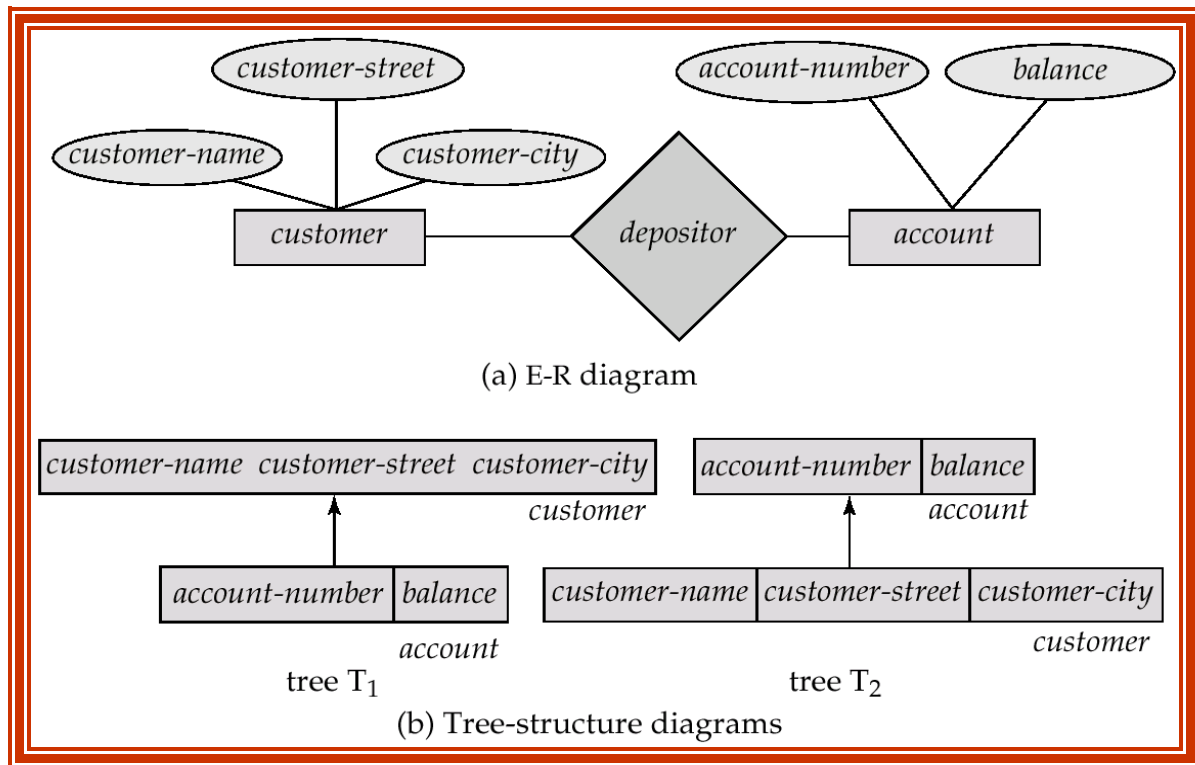 customer-street
account-number
balance
customer-name
customer-city
customer
depositor
account
(a) E-R diagram
customer-name customer-street customer-city
customer
account-number balance
account
account-number balance
account
customer-name customer-street customer-city
customer
tree T1
tree T2
(b) Tree-structure diagrams